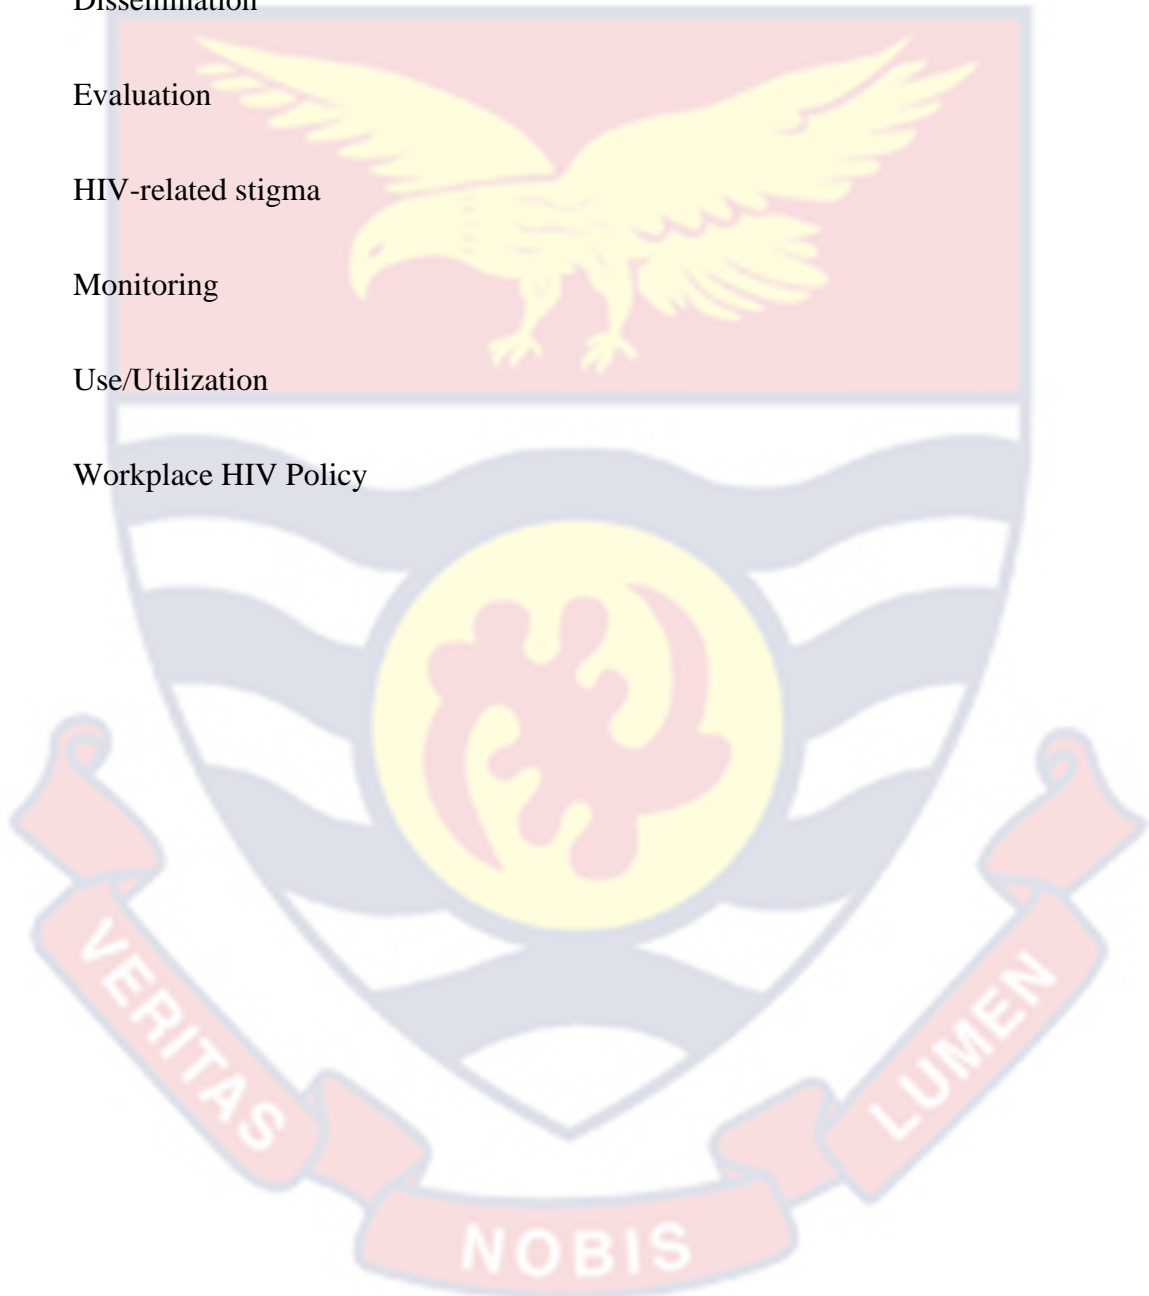 Dissemination
Evaluation
HIV-related stigma
Monitoring
Use/Utilization
Workplace HIV Policy
VERITAS
NOBIS
LUMEN